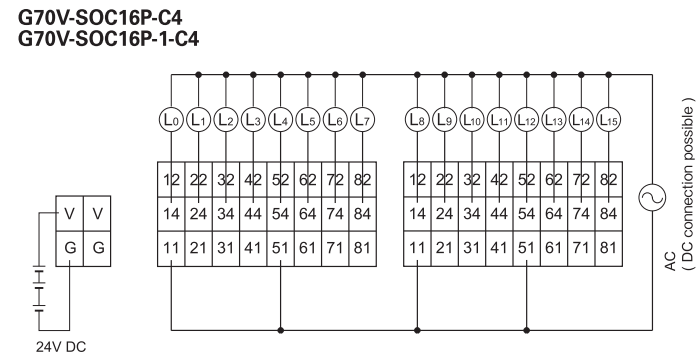 G70V-SOC16P-C4
G70V-SOC16P-1-C4
L0 L1 L2 L3 L4 L5 L6 L7 L8 L9 L10 L11 L12 L13 L14 L15
12 22 32 42 52 62 72 82 12 22 32 42 52 62 72 82
V V 14 24 34 44 54 64 74 84 14 24 34 44 54 64 74 84
G G 11 21 31 41 51 61 71 81 11 21 31 41 51 61 71 81
AC
( DC connection possible )
24V DC